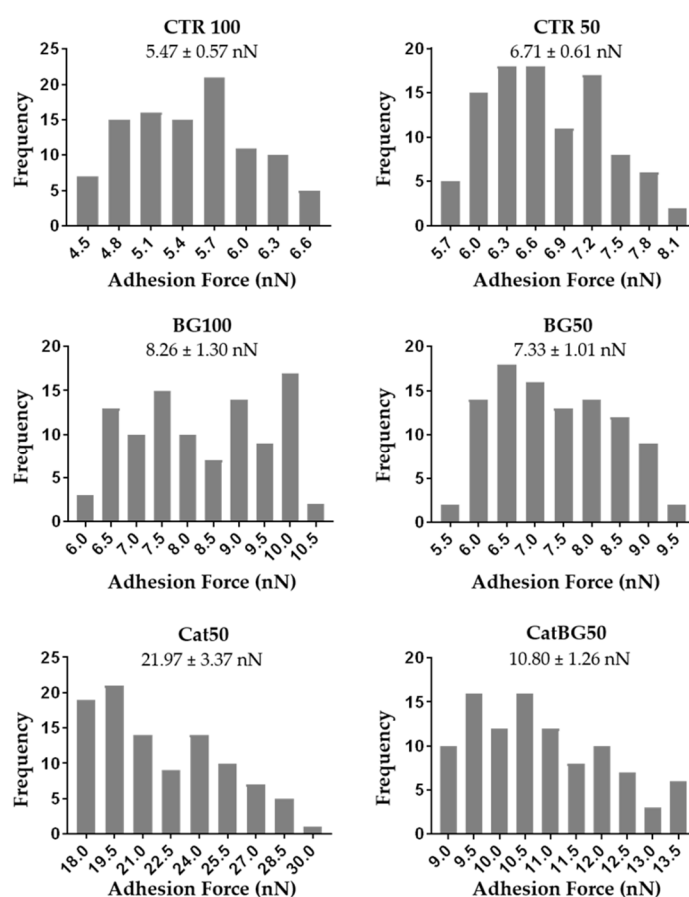 CTR 100
5.47 ± 0.57 nN
25
20
15
10
5
0
Frequency
4.5 4.8 5.1 5.4 5.7 6.0 6.3 6.6
Adhesion Force (nN)
CTR 50
6.71 ± 0.61 nN
20
15
10
5
0
Frequency
5.7 6.0 6.3 6.6 6.9 7.2 7.5 7.8 8.1
Adhesion Force (nN)
BG100
8.26 ± 1.30 nN
20
15
10
5
0
Frequency
6.0 6.5 7.0 7.5 8.0 8.5 9.0 9.5 10.0 10.5
Adhesion Force (nN)
BG50
7.33 ± 1.01 nN
20
15
10
5
0
Frequency
5.5 6.0 6.5 7.0 7.5 8.0 8.5 9.0 9.5
Adhesion Force (nN)
Cat50
21.97 ± 3.37 nN
25
20
15
10
5
0
Frequency
18.0 19.5 21.0 22.5 24.0 25.5 27.0 28.5 30.0
Adhesion Force (nN)
CatBG50
10.80 ± 1.26 nN
20
15
10
5
0
Frequency
9.0 9.5 10.0 10.5 11.0 11.5 12.0 12.5 13.0 13.5
Adhesion Force (nN)